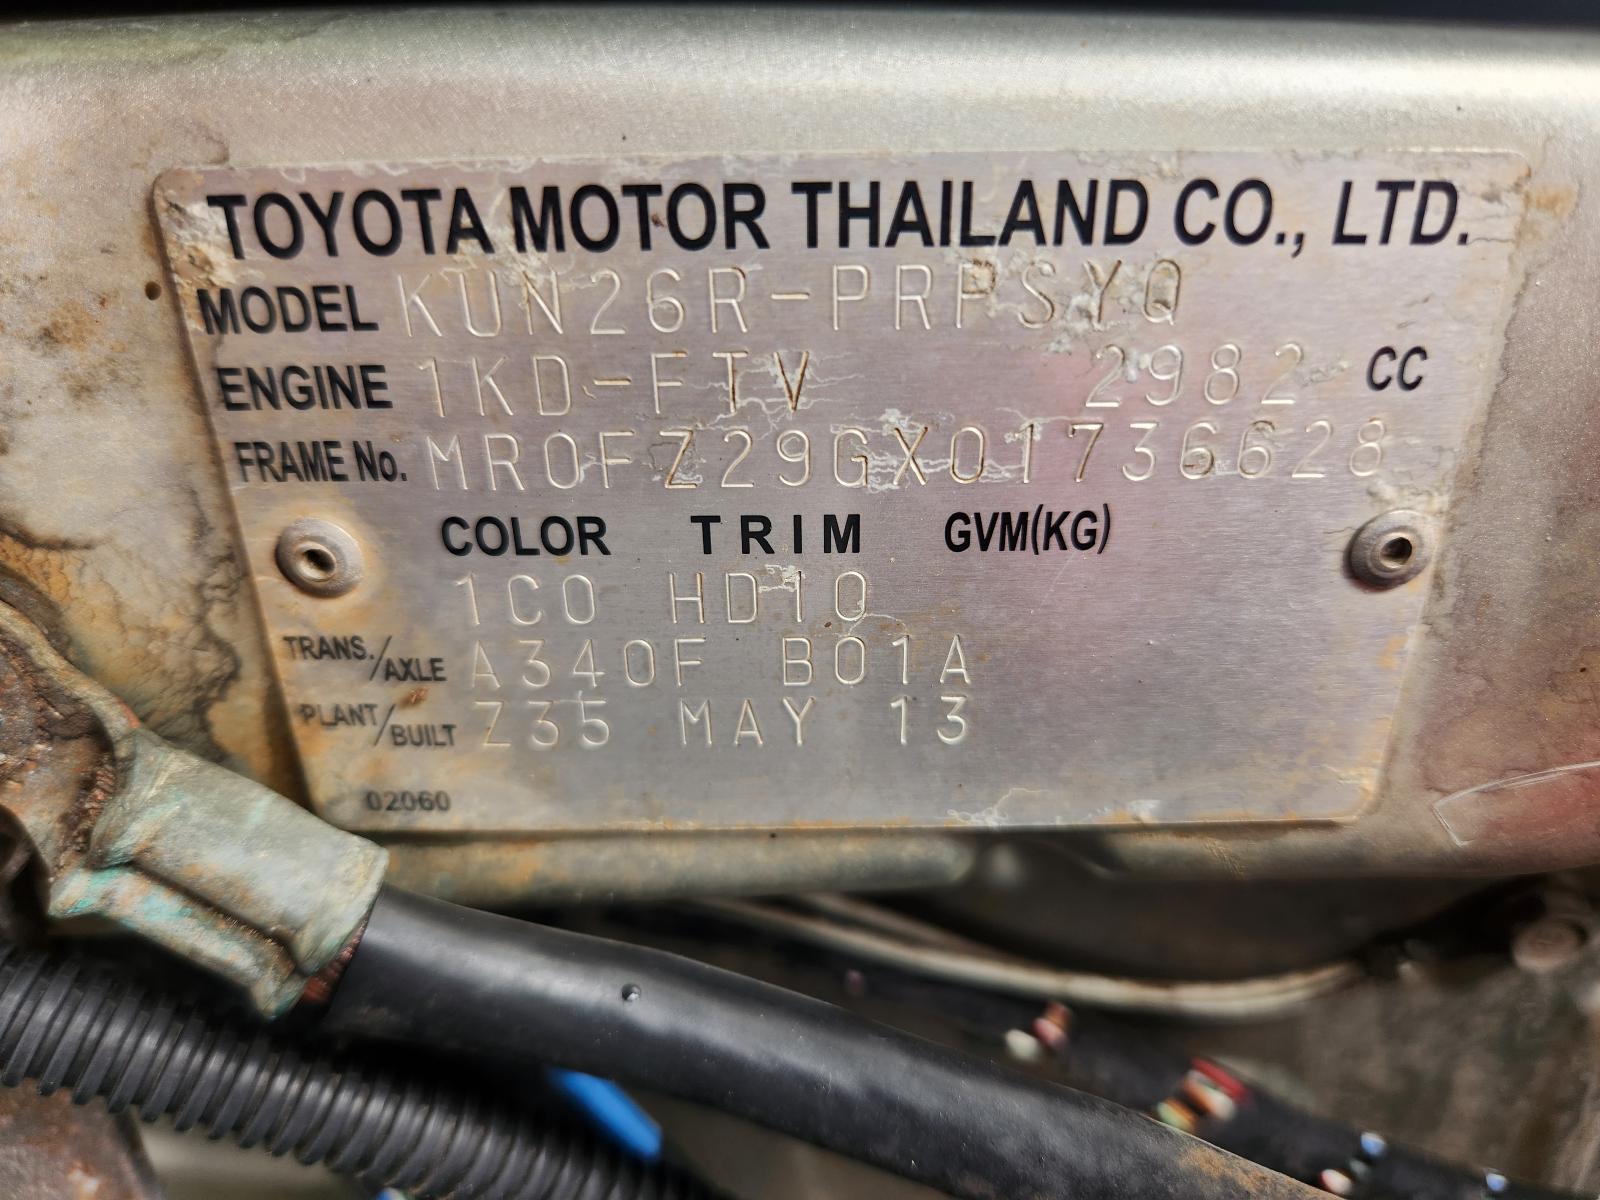 TOYOTA MOTOR THAILAND CO., LTD.
MODEL KUN26R-PRPSYQ
ENGINE 1KD-FTV 2982 CC
FRAME No. MR0FZ29GX01736628
COLOR TRIM GVM(KG)
1C0 HD10
TRANS./AXLE A340F B01A
PLANT/BUILT Z35 MAY 13
02060